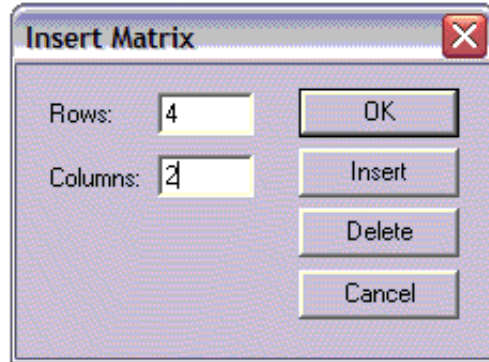 Insert Matrix
Rows: 4
OK
Columns: 2
Insert
Delete
Cancel